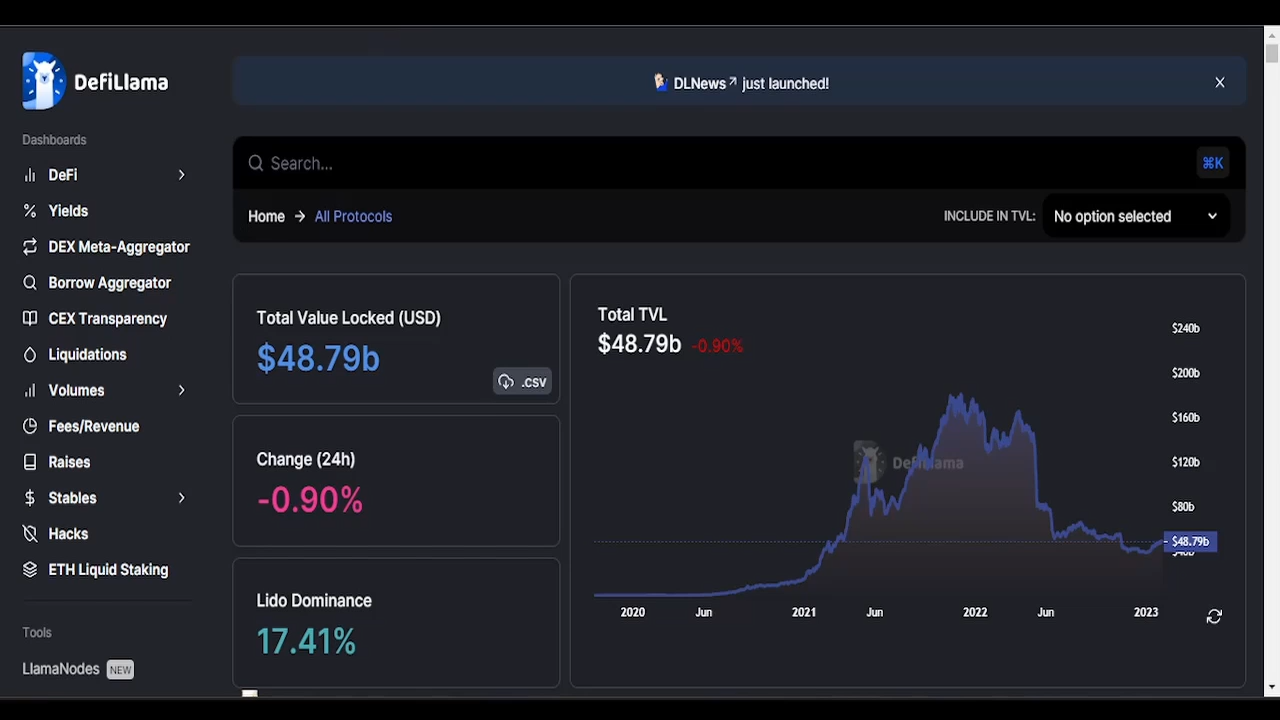 DefiLlama
DLNews↗ just launched!
Dashboards
DeFi
Yields
DEX Meta-Aggregator
Borrow Aggregator
CEX Transparency
Liquidations
Volumes
Fees/Revenue
Raises
Stables
Hacks
ETH Liquid Staking
Tools
LlamaNodes NEW
Search...
⌘K
Home → All Protocols
INCLUDE IN TVL: No option selected
Total Value Locked (USD)
$48.79b
.csv
Change (24h)
-0.90%
Lido Dominance
17.41%
Total TVL
$48.79b -0.90%
DefiLlama
$240b
$200b
$160b
$120b
$80b
$48.79b
2020 Jun 2021 Jun 2022 Jun 2023